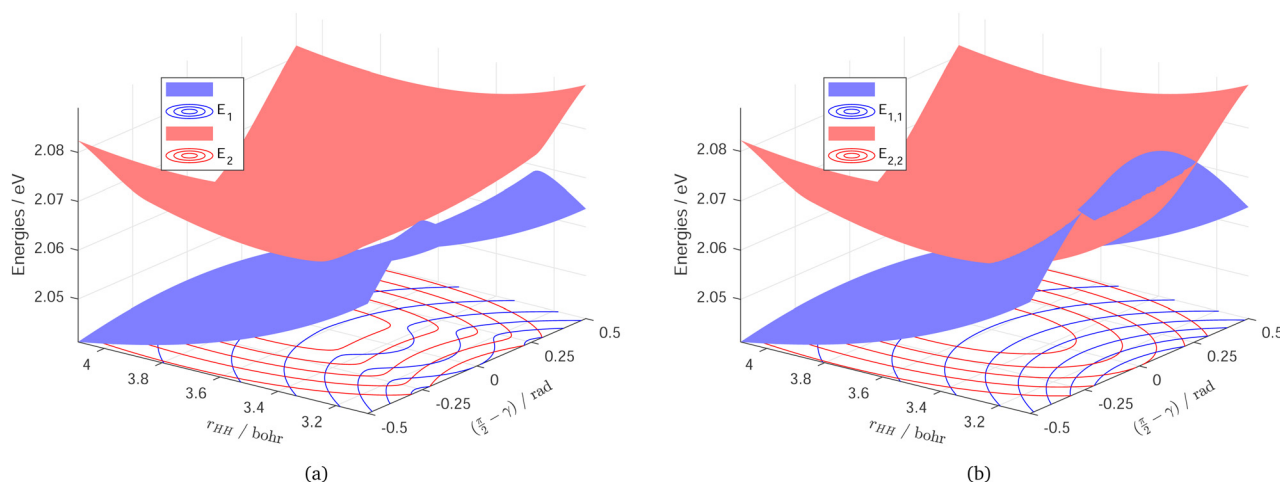 E₁
E₂
2.08
2.07
2.06
2.05
Energies / eV
4
3.8
3.6
3.4
3.2
r_HH / bohr
-0.5
-0.25
0
0.25
0.5
(π/2 − γ) / rad
(a)
E₁,₁
E₂,₂
2.08
2.07
2.06
2.05
Energies / eV
4
3.8
3.6
3.4
3.2
r_HH / bohr
-0.5
-0.25
0
0.25
0.5
(π/2 − γ) / rad
(b)